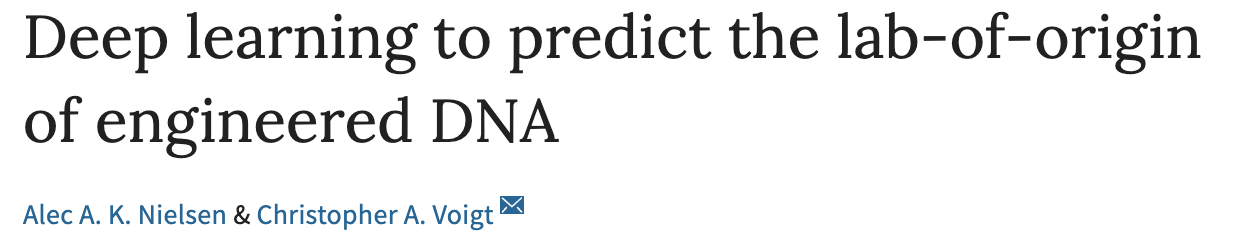 Deep learning to predict the lab-of-origin
of engineered DNA
Alec A. K. Nielsen & Christopher A. Voigt